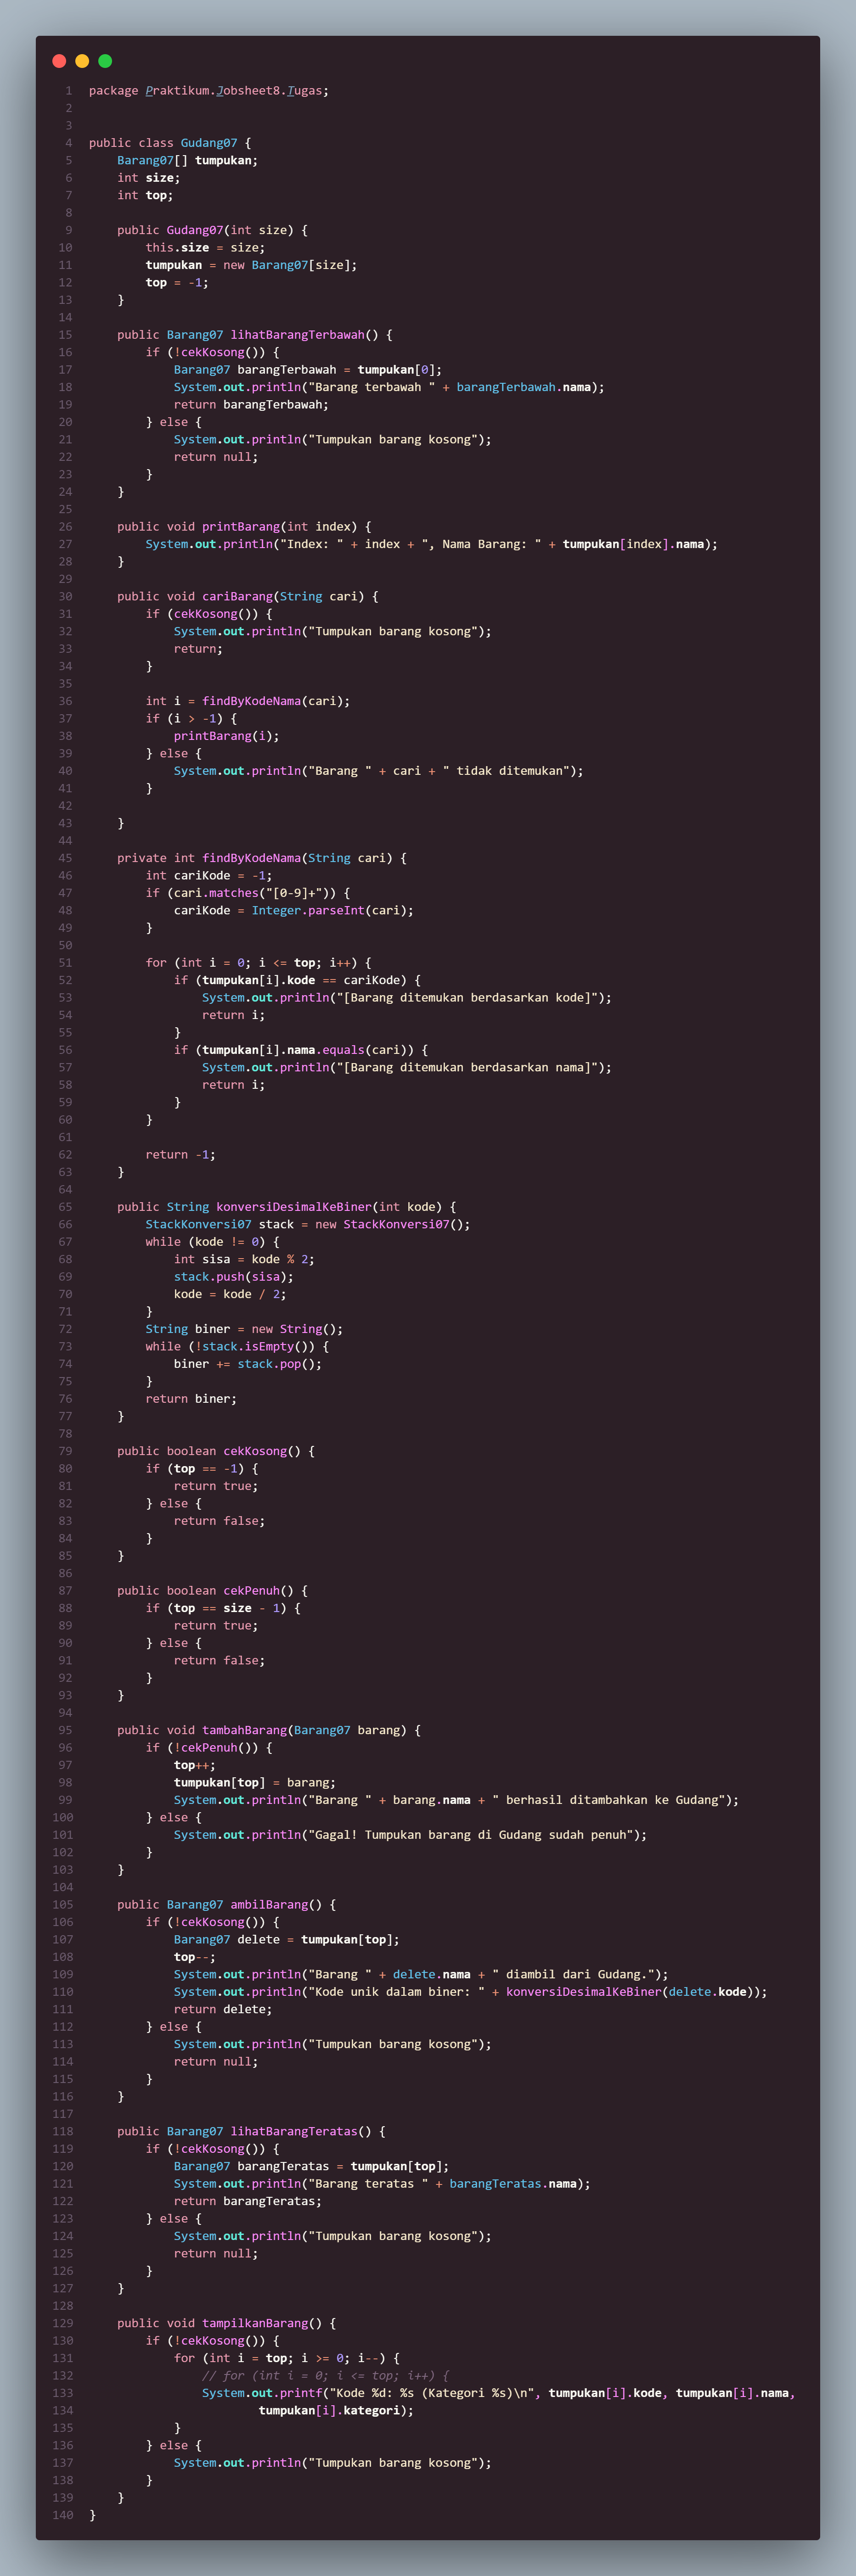 1 package Praktikum.Jobsheet8.Tugas;
2
3
4 public class Gudang07 {
5     Barang07[] tumpukan;
6     int size;
7     int top;
8
9     public Gudang07(int size) {
10         this.size = size;
11         tumpukan = new Barang07[size];
12         top = -1;
13     }
14
15     public Barang07 lihatBarangTerbawah() {
16         if (!cekKosong()) {
17             Barang07 barangTerbawah = tumpukan[0];
18             System.out.println("Barang terbawah " + barangTerbawah.nama);
19             return barangTerbawah;
20         } else {
21             System.out.println("Tumpukan barang kosong");
22             return null;
23         }
24     }
25
26     public void printBarang(int index) {
27         System.out.println("Index: " + index + ", Nama Barang: " + tumpukan[index].nama);
28     }
29
30     public void cariBarang(String cari) {
31         if (cekKosong()) {
32             System.out.println("Tumpukan barang kosong");
33             return;
34         }
35
36         int i = findByKodeNama(cari);
37         if (i > -1) {
38             printBarang(i);
39         } else {
40             System.out.println("Barang " + cari + " tidak ditemukan");
41         }
42
43     }
44
45     private int findByKodeNama(String cari) {
46         int cariKode = -1;
47         if (cari.matches("[0-9]+")) {
48             cariKode = Integer.parseInt(cari);
49         }
50
51         for (int i = 0; i <= top; i++) {
52             if (tumpukan[i].kode == cariKode) {
53                 System.out.println("[Barang ditemukan berdasarkan kode]");
54                 return i;
55             }
56             if (tumpukan[i].nama.equals(cari)) {
57                 System.out.println("[Barang ditemukan berdasarkan nama]");
58                 return i;
59             }
60         }
61
62         return -1;
63     }
64
65     public String konversiDesimalKeBiner(int kode) {
66         StackKonversi07 stack = new StackKonversi07();
67         while (kode != 0) {
68             int sisa = kode % 2;
69             stack.push(sisa);
70             kode = kode / 2;
71         }
72         String biner = new String();
73         while (!stack.isEmpty()) {
74             biner += stack.pop();
75         }
76         return biner;
77     }
78
79     public boolean cekKosong() {
80         if (top == -1) {
81             return true;
82         } else {
83             return false;
84         }
85     }
86
87     public boolean cekPenuh() {
88         if (top == size - 1) {
89             return true;
90         } else {
91             return false;
92         }
93     }
94
95     public void tambahBarang(Barang07 barang) {
96         if (!cekPenuh()) {
97             top++;
98             tumpukan[top] = barang;
99             System.out.println("Barang " + barang.nama + " berhasil ditambahkan ke Gudang");
100         } else {
101             System.out.println("Gagal! Tumpukan barang di Gudang sudah penuh");
102         }
103     }
104
105     public Barang07 ambilBarang() {
106         if (!cekKosong()) {
107             Barang07 delete = tumpukan[top];
108             top--;
109             System.out.println("Barang " + delete.nama + " diambil dari Gudang.");
110             System.out.println("Kode unik dalam biner: " + konversiDesimalKeBiner(delete.kode));
111             return delete;
112         } else {
113             System.out.println("Tumpukan barang kosong");
114             return null;
115         }
116     }
117
118     public Barang07 lihatBarangTeratas() {
119         if (!cekKosong()) {
120             Barang07 barangTeratas = tumpukan[top];
121             System.out.println("Barang teratas " + barangTeratas.nama);
122             return barangTeratas;
123         } else {
124             System.out.println("Tumpukan barang kosong");
125             return null;
126         }
127     }
128
129     public void tampilkanBarang() {
130         if (!cekKosong()) {
131             for (int i = top; i >= 0; i--) {
132                 // for (int i = 0; i <= top; i++) {
133                 System.out.printf("Kode %d: %s (Kategori %s)\n", tumpukan[i].kode, tumpukan[i].nama,
134                         tumpukan[i].kategori);
135             }
136         } else {
137             System.out.println("Tumpukan barang kosong");
138         }
139     }
140 }